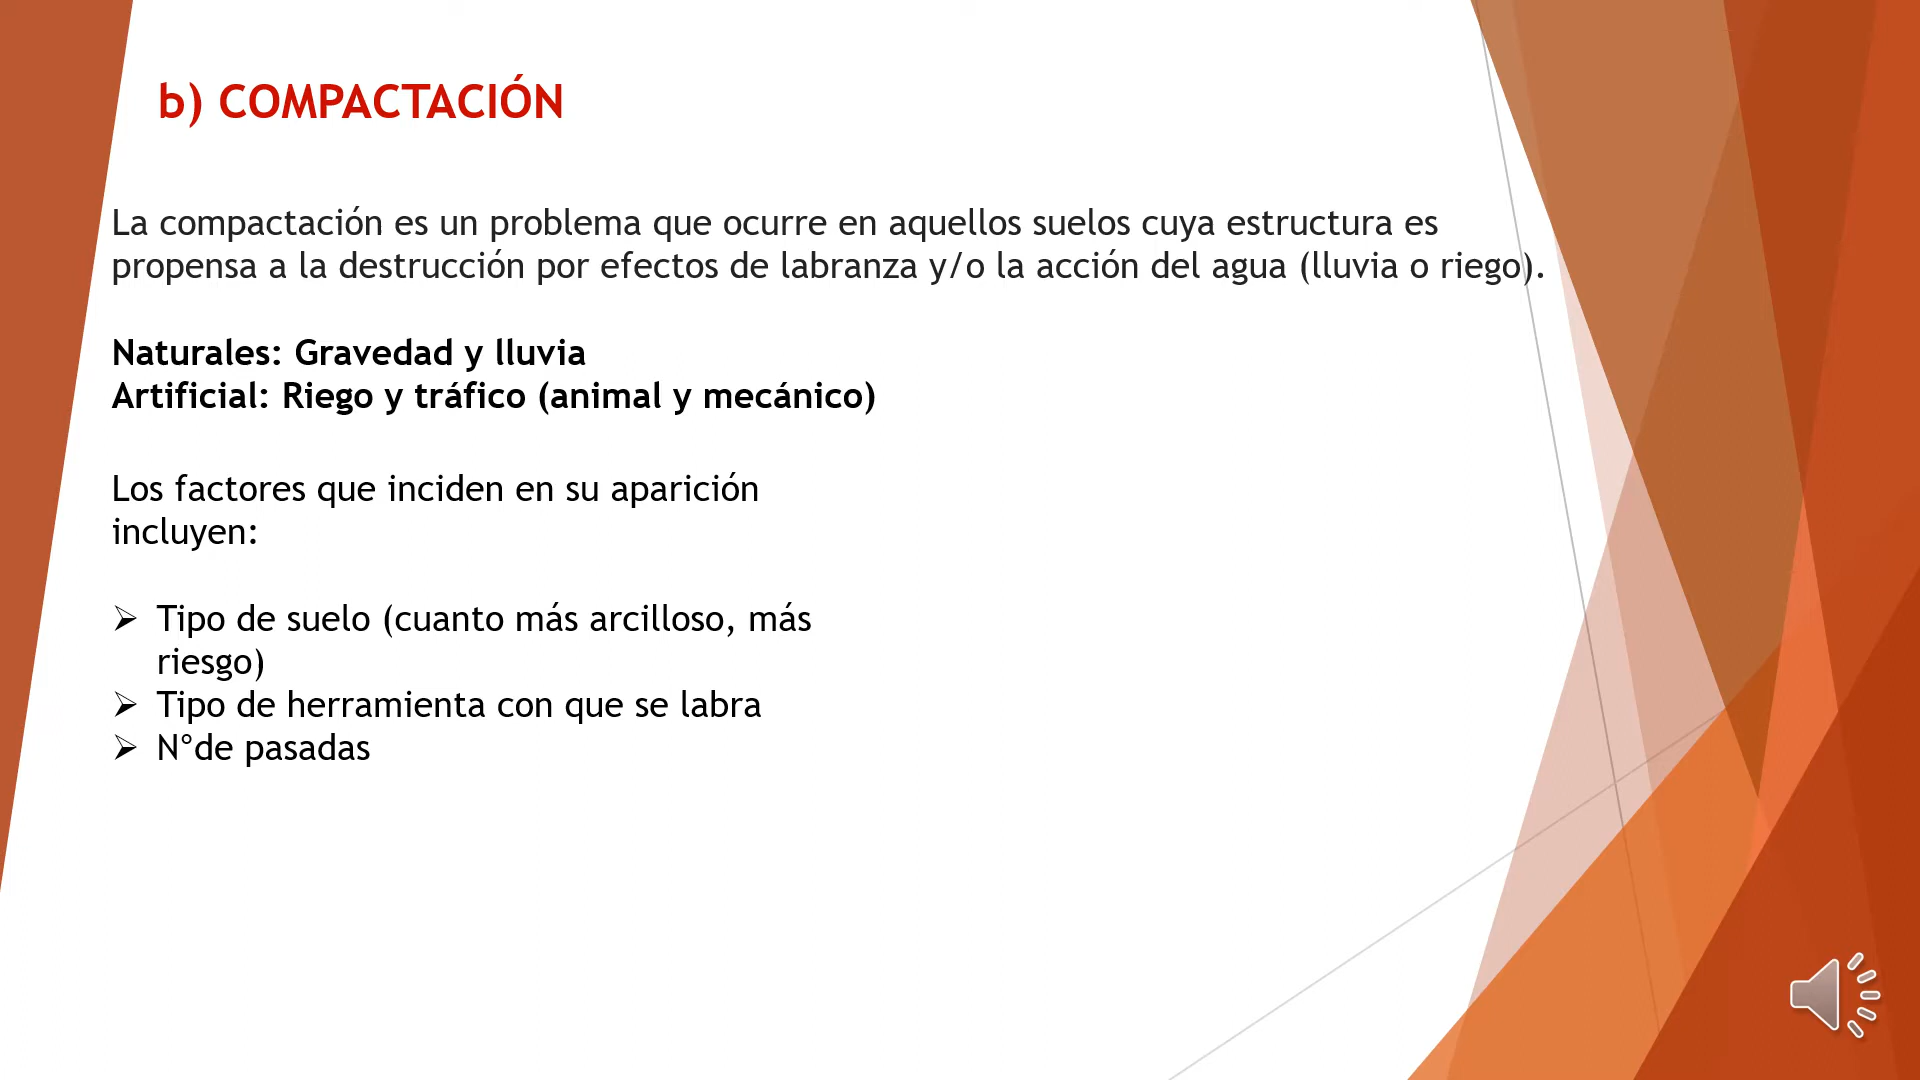 b) COMPACTACIÓN
La compactación es un problema que ocurre en aquellos suelos cuya estructura es
propensa a la destrucción por efectos de labranza y/o la acción del agua (lluvia o riego).
Naturales: Gravedad y lluvia
Artificial: Riego y tráfico (animal y mecánico)
Los factores que inciden en su aparición
incluyen:
➢ Tipo de suelo (cuanto más arcilloso, más
riesgo)
➢ Tipo de herramienta con que se labra
➢ N°de pasadas